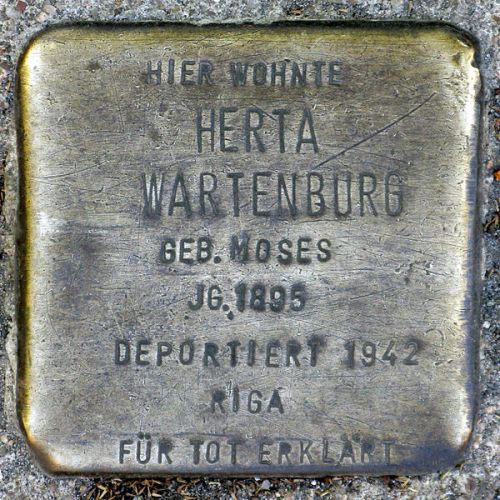 HIER WOHNTE
HERTA
WARTENBURG
GEB. MOSES
JG. 1895
DEPORTIERT 1942
RIGA
FÜR TOT ERKLÄRT